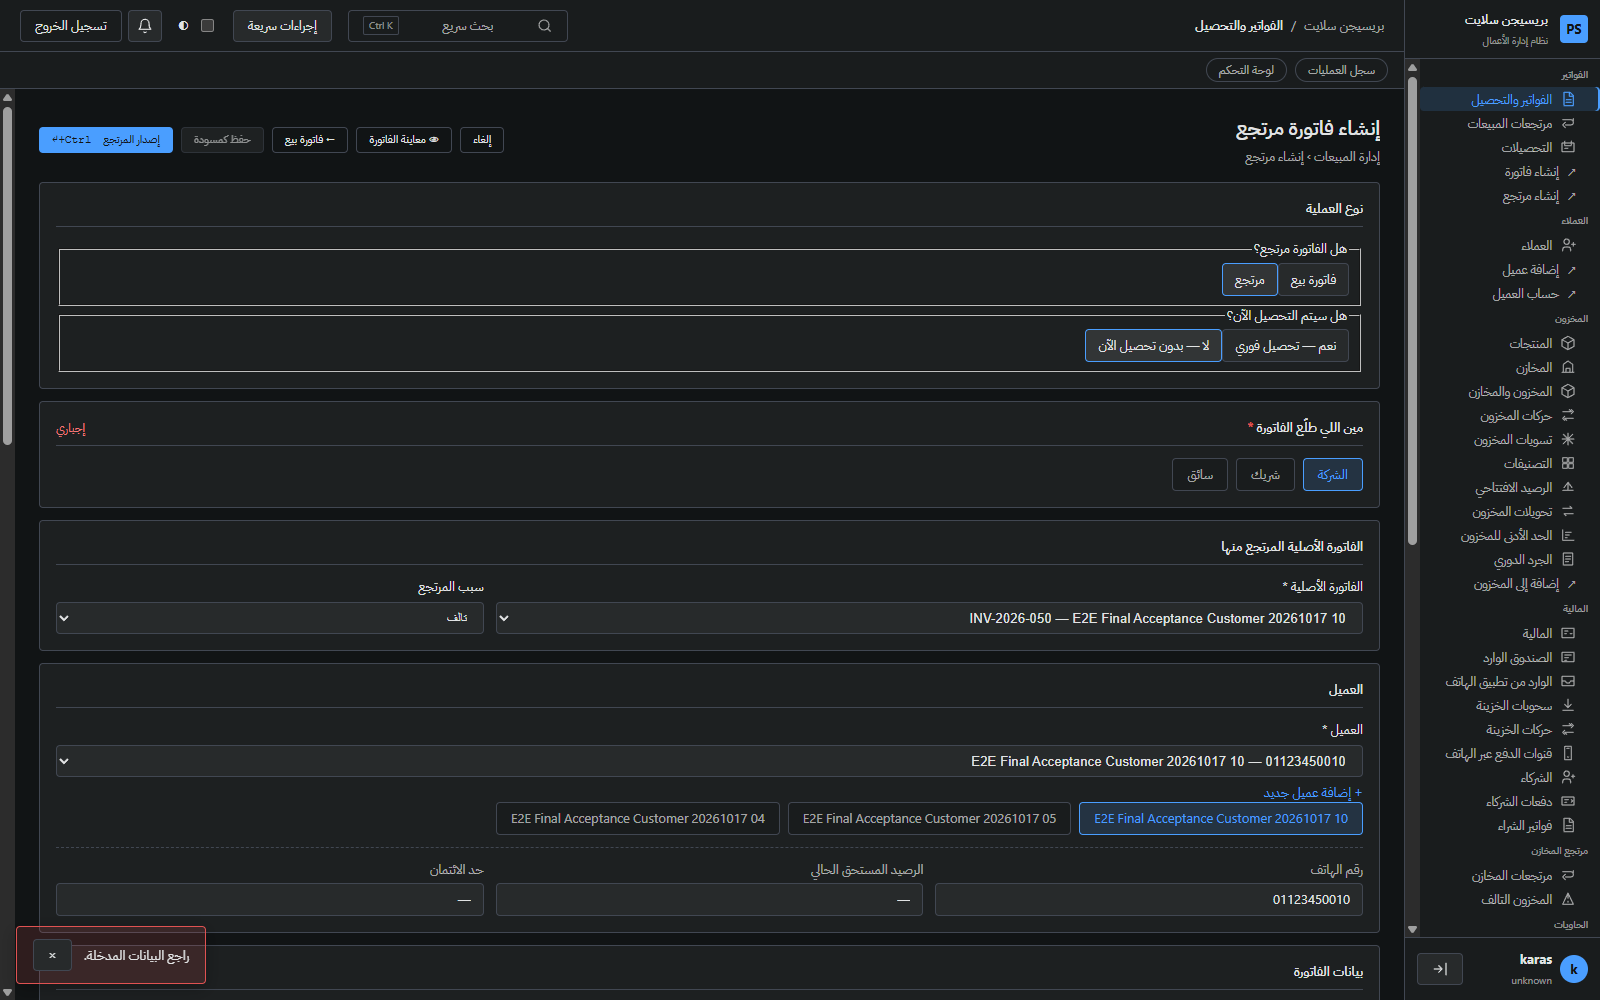 PS
بريسيجن سلايت
نظام إدارة الأعمال
بريسيجن سلايت / الفواتير والتحصيل
بحث سريع Ctrl K
إجراءات سريعة
تسجيل الخروج
سجل العمليات
لوحة التحكم
الفواتير
الفواتير والتحصيل
مرتجعات المبيعات
التحصيلات
إنشاء فاتورة
إنشاء مرتجع
العملاء
العملاء
إضافة عميل
حساب العميل
المخزون
المنتجات
المخازن
المخزون والمخازن
حركات المخزون
تسويات المخزون
التصنيفات
الرصيد الافتتاحي
تحويلات المخزون
الحد الأدنى للمخزون
الجرد الدوري
إضافة إلى المخزون
المالية
المالية
الصندوق الوارد
الوارد من تطبيق الهاتف
سحوبات الخزينة
حركات الخزينة
قنوات الدفع عبر الهاتف
الشركاء
دفعات الشركاء
فواتير الشراء
مرتجع المخازن
مرتجعات المخازن
المخزون التالف
الحاويات
karas
unknown
k
إنشاء فاتورة مرتجع
إدارة المبيعات › إنشاء مرتجع
إلغاء
معاينة الفاتورة
← فاتورة بيع
حفظ كمسودة
إصدار المرتجع Ctrl+↵
نوع العملية
هل الفاتورة مرتجع؟
فاتورة بيع
مرتجع
هل سيتم التحصيل الآن؟
نعم — تحصيل فوري
لا — بدون تحصيل الآن
مين اللي طلّع الفاتورة *
إجباري
الشركة
شريك
سائق
الفاتورة الأصلية المرتجع منها
الفاتورة الأصلية *
سبب المرتجع
INV-2026-050 — E2E Final Acceptance Customer 20261017 10
تالف
العميل
العميل *
E2E Final Acceptance Customer 20261017 10 — 01123450010
+ إضافة عميل جديد
E2E Final Acceptance Customer 20261017 10
E2E Final Acceptance Customer 20261017 05
E2E Final Acceptance Customer 20261017 04
رقم الهاتف
الرصيد المستحق الحالي
حد الائتمان
01123450010
—
—
بيانات الفاتورة
راجع البيانات المدخلة.
×